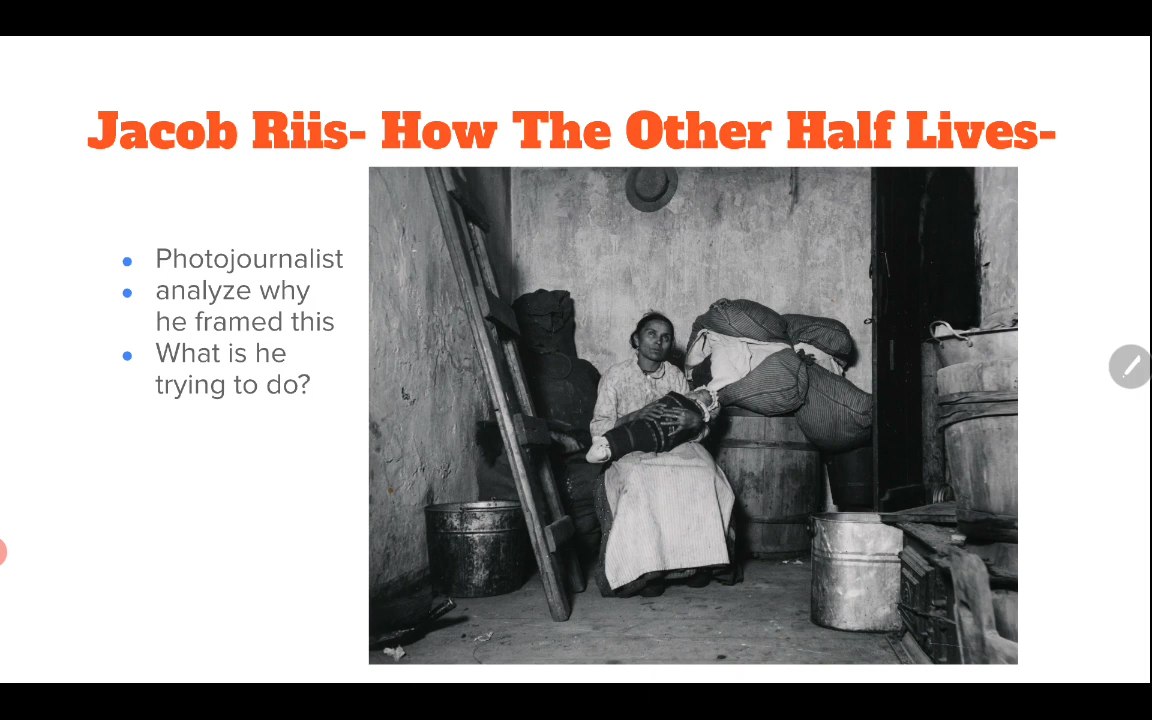 Jacob Riis- How The Other Half Lives-
Photojournalist
analyze why
he framed this
What is he
trying to do?